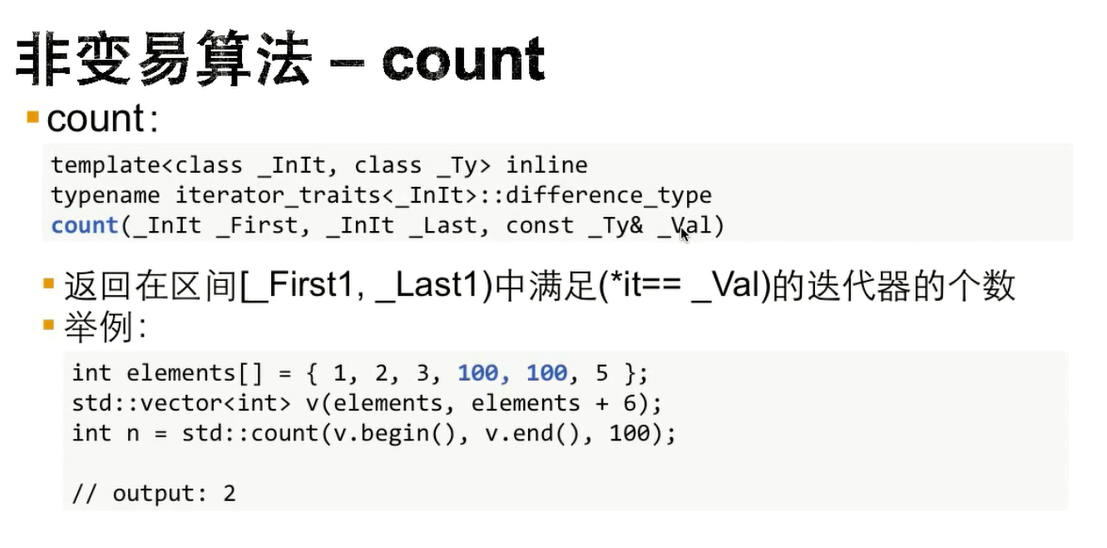 非变易算法 – count
count:
template<class _InIt, class _Ty> inline
typename iterator_traits<_InIt>::difference_type
count(_InIt _First, _InIt _Last, const _Ty& _Val)
返回在区间[_First1, _Last1)中满足(*it== _Val)的迭代器的个数
举例:
int elements[] = { 1, 2, 3, 100, 100, 5 };
std::vector<int> v(elements, elements + 6);
int n = std::count(v.begin(), v.end(), 100);
// output: 2